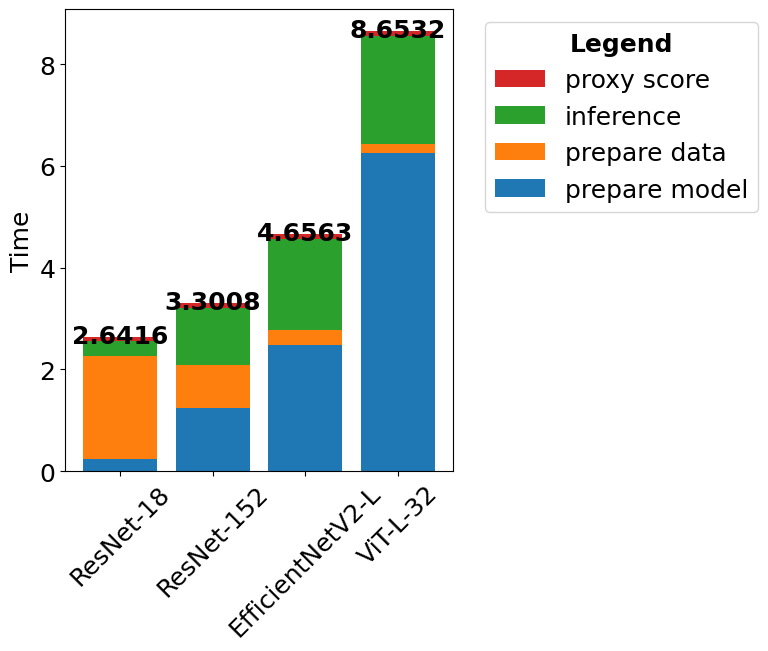 8.6532
4.6563
3.3008
2.6416
Time
8
6
4
2
0
ResNet-18
ResNet-152
EfficientNetV2-L
ViT-L-32
Legend
proxy score
inference
prepare data
prepare model